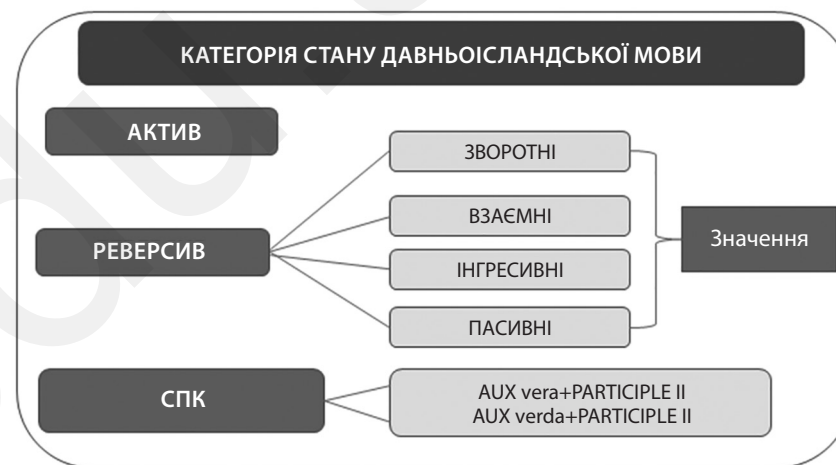 КАТЕГОРІЯ СТАНУ ДАВНЬОІСЛАНДСЬКОЇ МОВИ
АКТИВ
ЗВОРОТНІ
ВЗАЄМНІ
РЕВЕРСИВ
Значення
ІНГРЕСИВНІ
ПАСИВНІ
СПК
AUX vera+PARTICIPLE II
AUX verda+PARTICIPLE II